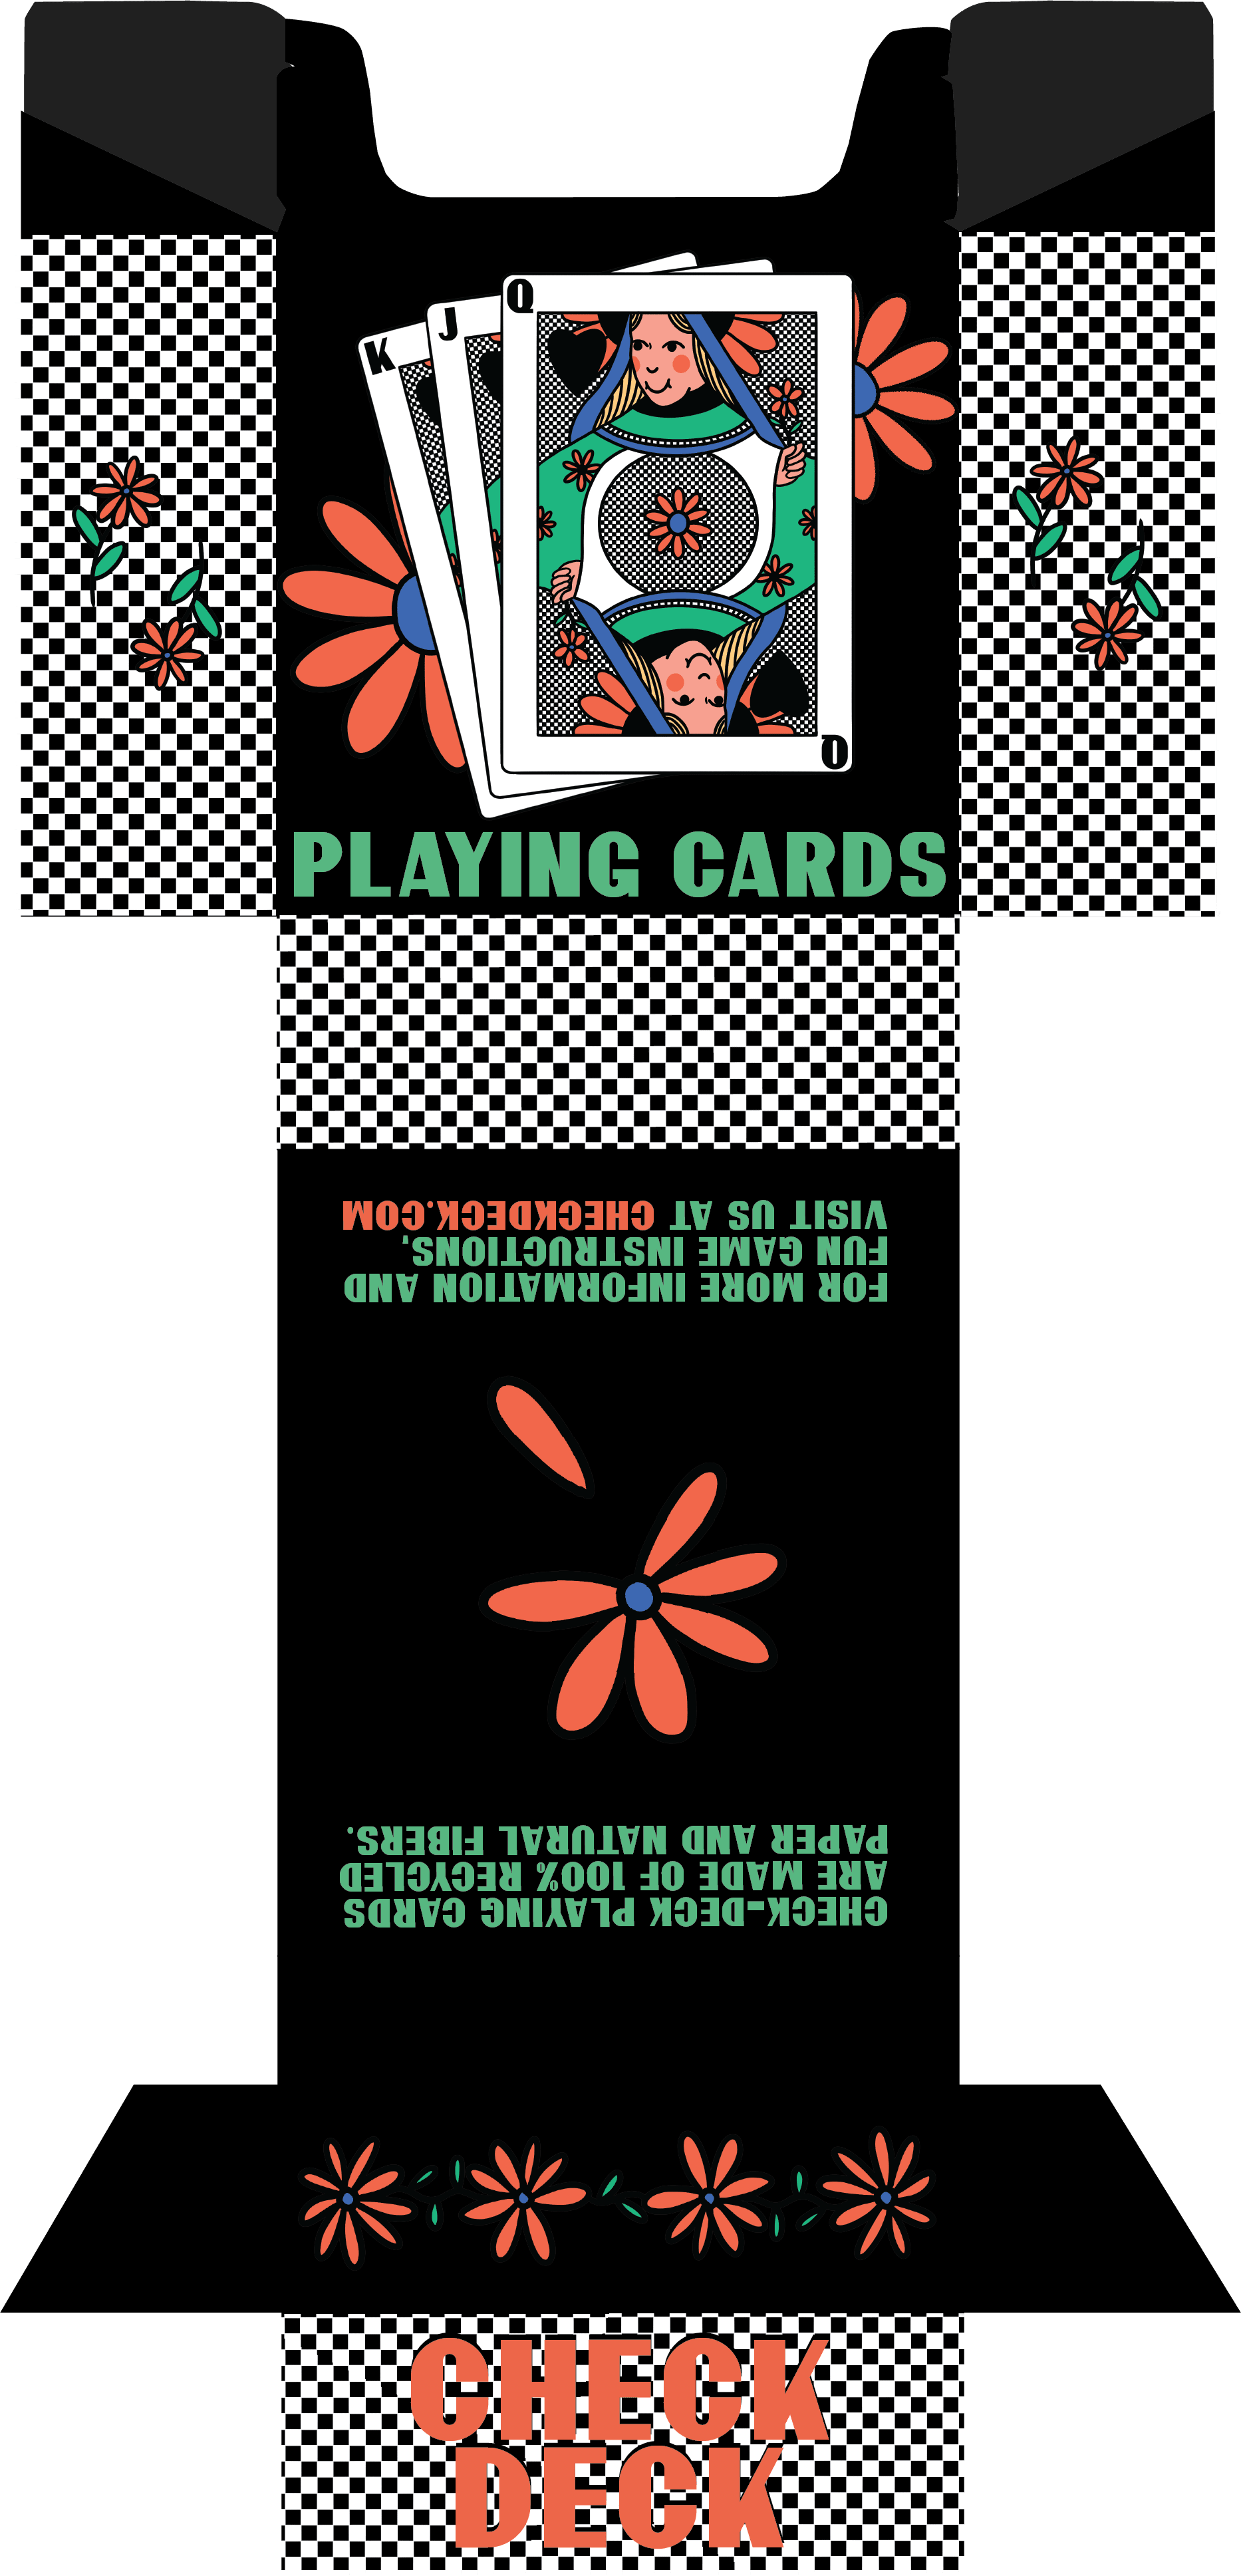 K
J
Q
Q
PLAYING CARDS
FOR MORE INFORMATION AND
FUN GAME INSTRUCTIONS,
VISIT US AT CHECKDECK.COM
CHECK-DECK PLAYING CARDS
ARE MADE OF 100% RECYCLED
PAPER AND NATURAL FIBERS.
CHECK
DECK